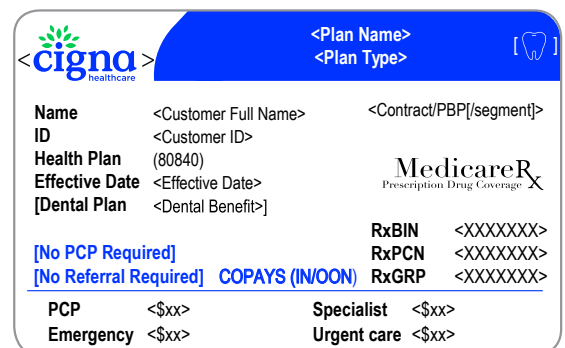 <Plan Name>
<Plan Type>
<cigna healthcare>
[ ]
Name <Customer Full Name> <Contract/PBP[/segment]>
ID <Customer ID>
Health Plan (80840)
Effective Date <Effective Date>
[Dental Plan <Dental Benefit>]
MedicareRx
Prescription Drug Coverage
RxBIN <XXXXXXX>
[No PCP Required] RxPCN <XXXXXXX>
[No Referral Required] COPAYS (IN/OON) RxGRP <XXXXXXX>
PCP <$xx> Specialist <$xx>
Emergency <$xx> Urgent care <$xx>